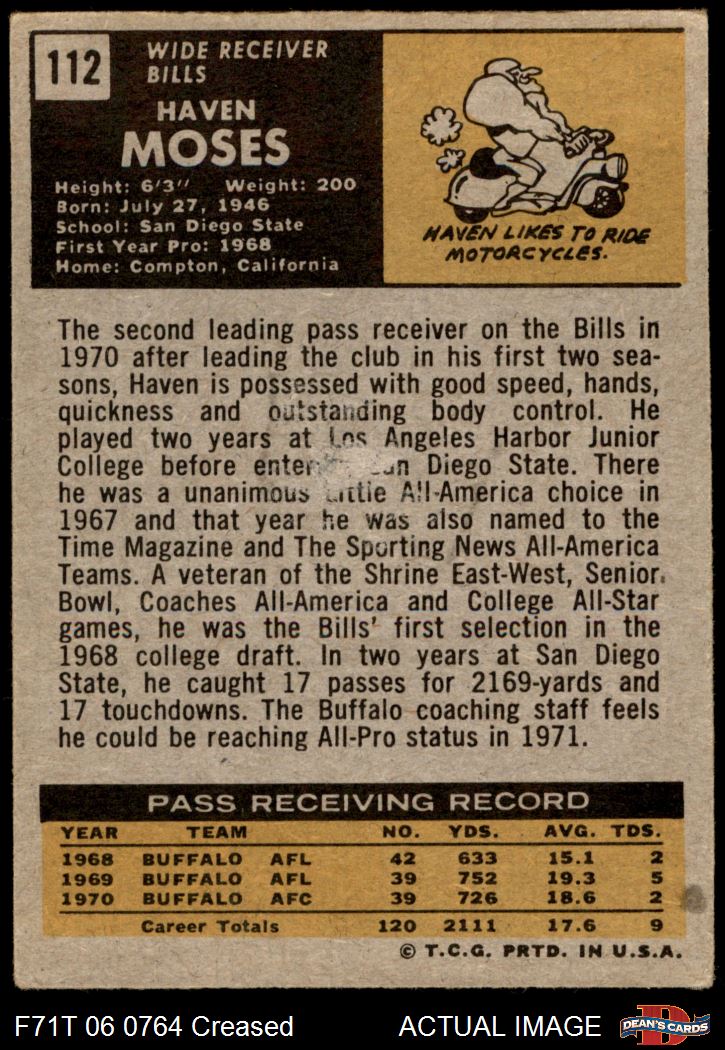 112
WIDE RECEIVER
BILLS
HAVEN
MOSES
Height: 6'3" Weight: 200
Born: July 27, 1946
School: San Diego State
First Year Pro: 1968
Home: Compton, California
HAVEN LIKES TO RIDE
MOTORCYCLES.
The second leading pass receiver on the Bills in
1970 after leading the club in his first two sea-
sons, Haven is possessed with good speed, hands,
quickness and outstanding body control. He
played two years at Los Angeles Harbor Junior
College before Diego State. There
he was a unanimous Little All-America choice in
1967 and that year he was also named to the
Time Magazine and The Sporting News All-America
Teams. A veteran of the Shrine East-West, Senior
Bowl, Coaches All-America and College All-Star
games, he was the Bills' first selection in the
1968 college draft. In two years at San Diego
State, he caught 17 passes for 2169-yards and
17 touchdowns. The Buffalo coaching staff feels
he could be reaching All-Pro status in 1971.
PASS RECEIVING RECORD
YEAR TEAM NO. YDS. AVG. TDS.
1968 BUFFALO AFL 42 633 15.1 2
1969 BUFFALO AFL 39 752 19.3 5
1970 BUFFALO AFC 39 726 18.6 2
Career Totals 120 2111 17.6 9
© T.C.G. PRTD. IN U.S.A.
F71T 06 0764 Creased ACTUAL IMAGE
D
DEAN'S CARDS